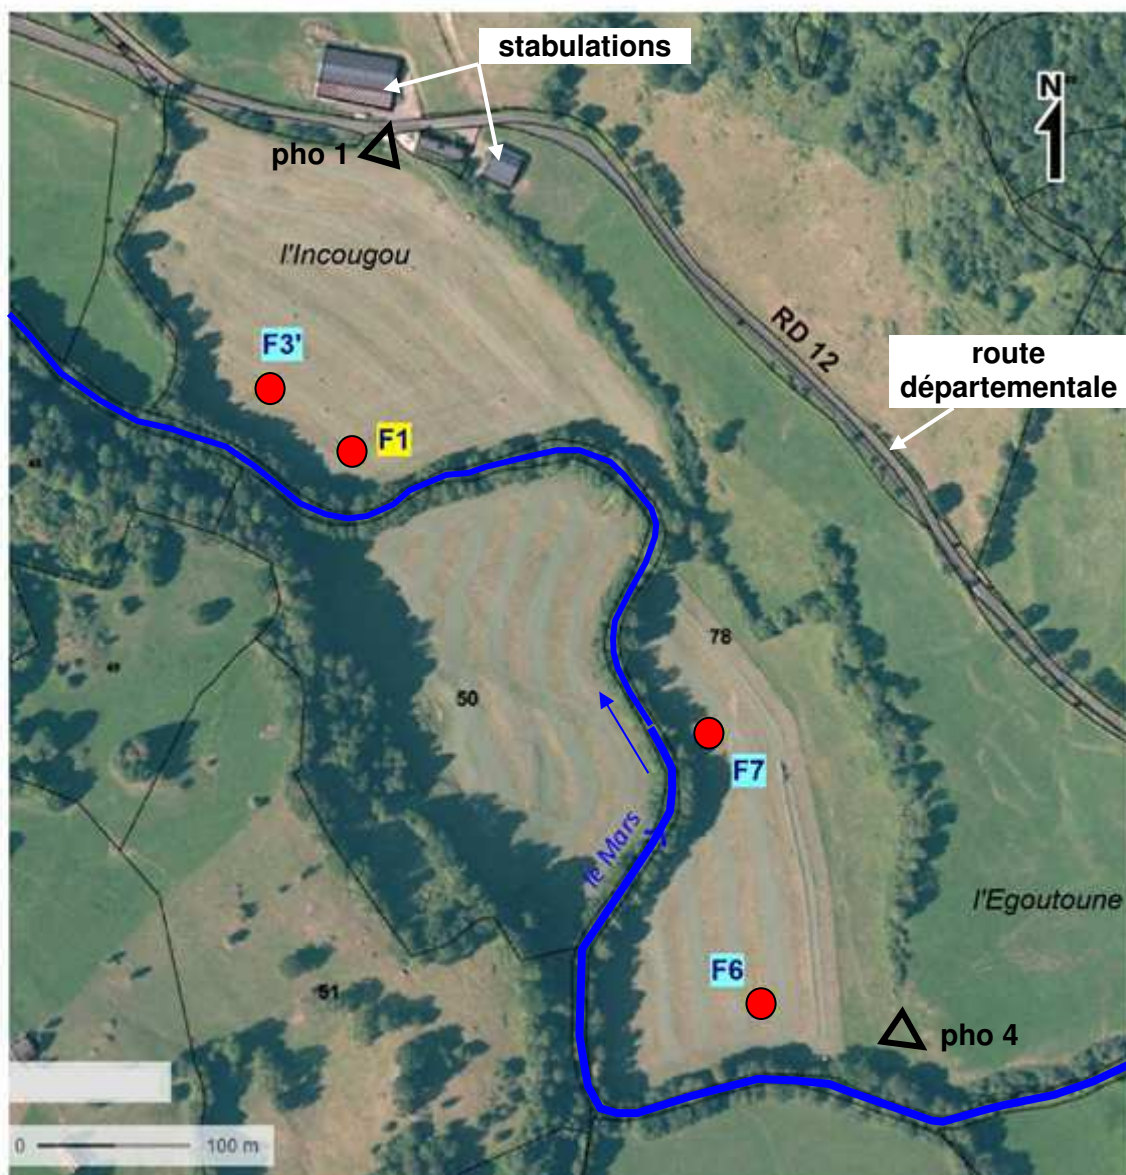 stabulations
N
pho 1
l'Incougou
RD 12
F3'
route
départementale
F1
78
50
F7
le Mars
l'Egoutoune
F6
51
pho 4
0
100 m